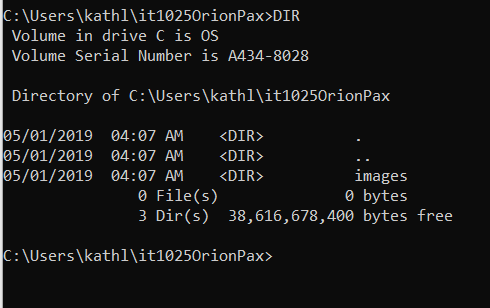 C:\Users\kathl\it1025OrionPax>DIR
Volume in drive C is OS
Volume Serial Number is A434-8028
Directory of C:\Users\kathl\it1025OrionPax
05/01/2019  04:07 AM    <DIR>          .
05/01/2019  04:07 AM    <DIR>          ..
05/01/2019  04:07 AM    <DIR>          images
0 File(s)              0 bytes
3 Dir(s)  38,616,678,400 bytes free
C:\Users\kathl\it1025OrionPax>